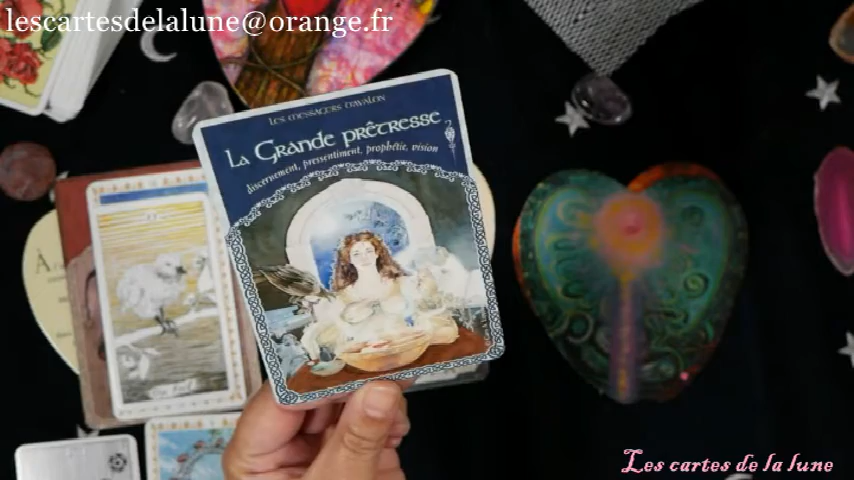 lescartesdelalune@orange.fr
Les messagers d'Avalon
La Grande prêtresse
discernement, pressentiment, prophétie, vision
Les cartes de la lune